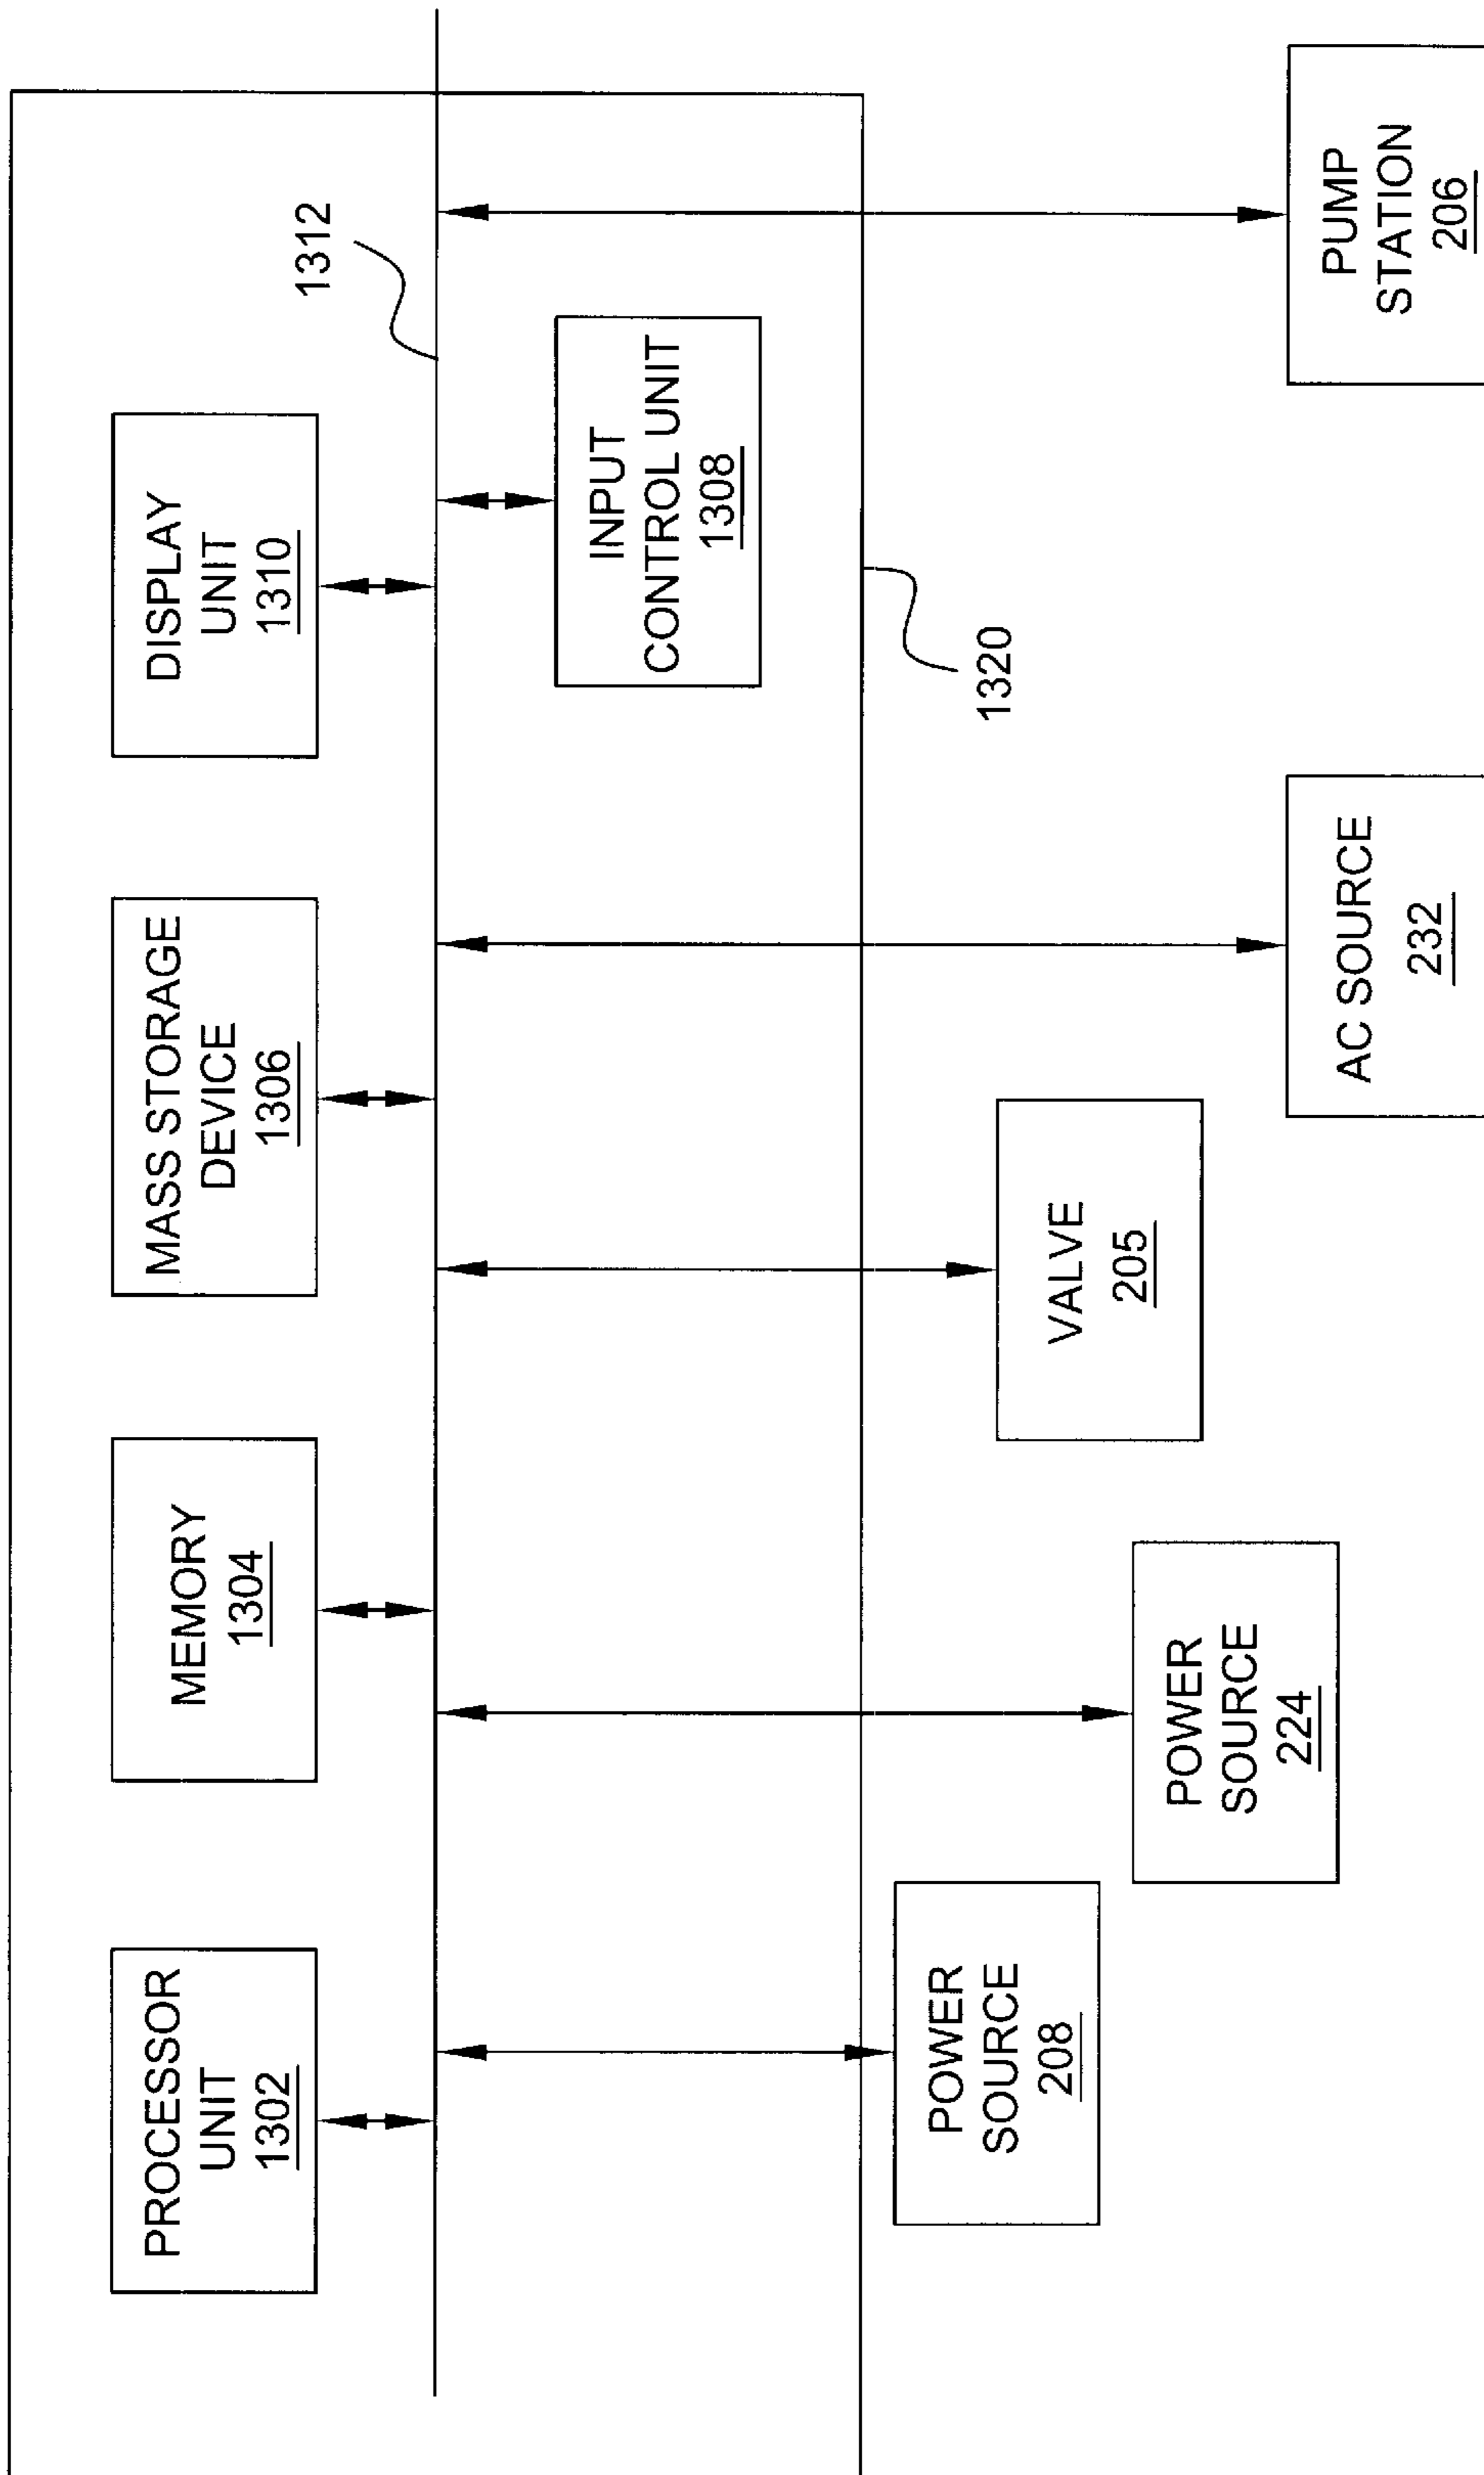 PROCESSOR
UNIT
1302
MEMORY
1304
MASS STORAGE
DEVICE
1306
DISPLAY
UNIT
1310
1312
INPUT
CONTROL UNIT
1308
1320
POWER
SOURCE
208
POWER
SOURCE
224
VALVE
205
AC SOURCE
232
PUMP
STATION
206